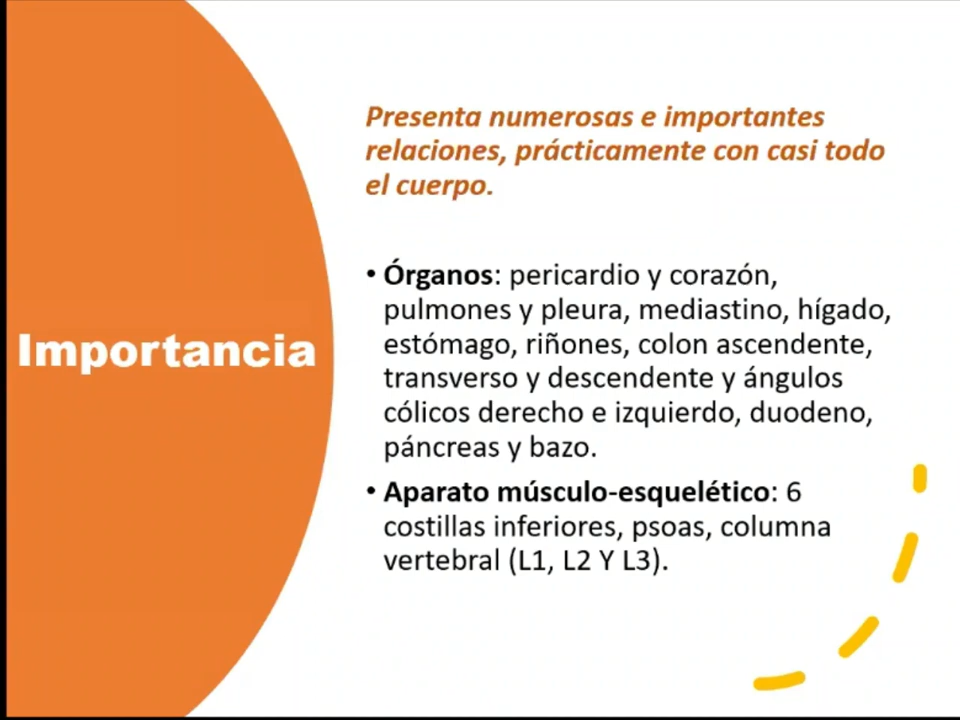 Importancia
Presenta numerosas e importantes
relaciones, prácticamente con casi todo
el cuerpo.
• Órganos: pericardio y corazón,
pulmones y pleura, mediastino, hígado,
estómago, riñones, colon ascendente,
transverso y descendente y ángulos
cólicos derecho e izquierdo, duodeno,
páncreas y bazo.
• Aparato músculo-esquelético: 6
costillas inferiores, psoas, columna
vertebral (L1, L2 Y L3).